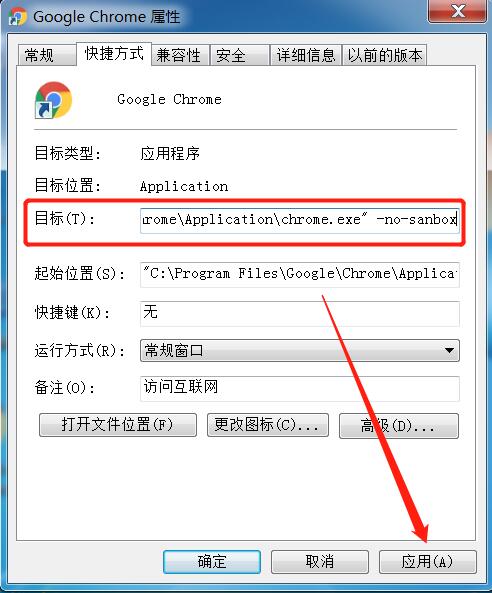 Google Chrome 属性
常规 快捷方式 兼容性 安全 详细信息 以前的版本
Google Chrome
目标类型: 应用程序
目标位置: Application
目标(T): rome\Application\chrome.exe" -no-sanbox
起始位置(S): "C:\Program Files\Google\Chrome\Applica
快捷键(K): 无
运行方式(R): 常规窗口
备注(O): 访问互联网
打开文件位置(F) 更改图标(C)... 高级(D)...
确定 取消 应用(A)